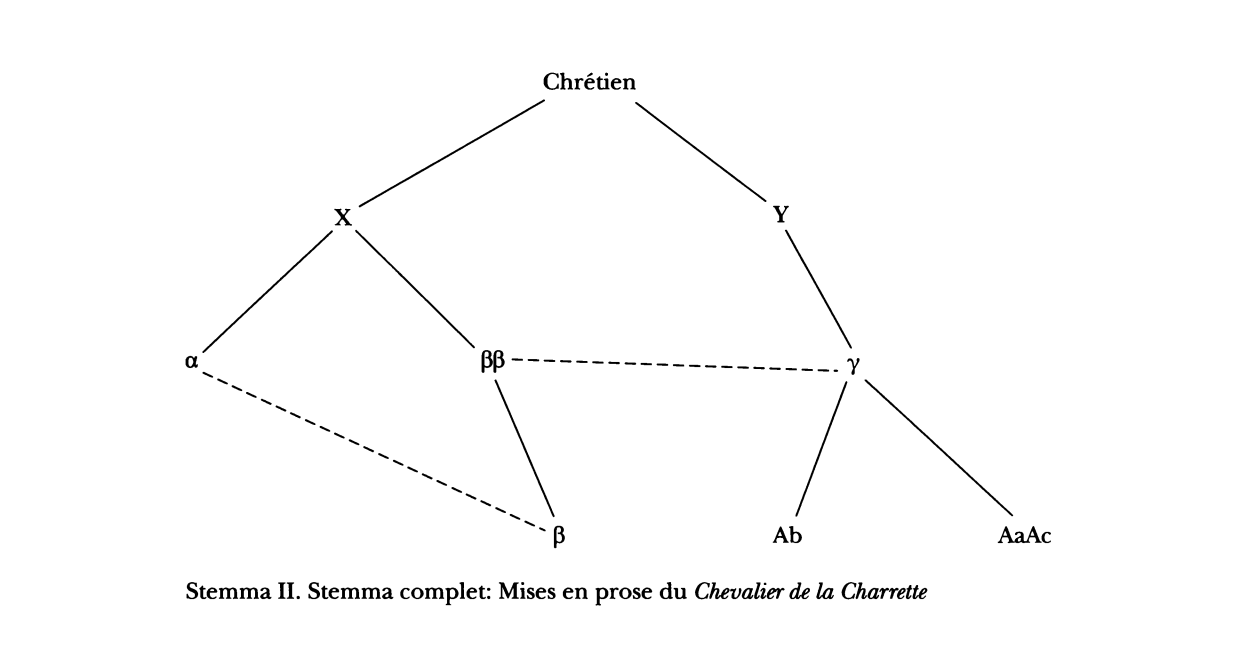 Chrétien
X
Y
α
ββ
γ
β
Ab
AaAc
Stemma II. Stemma complet: Mises en prose du Chevalier de la Charrette